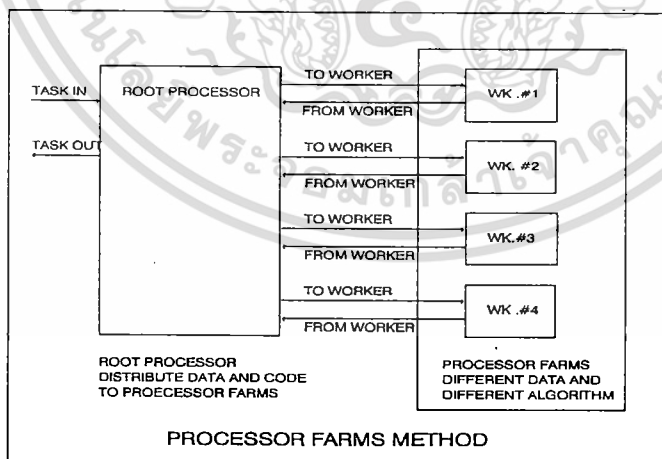 TASK IN
TASK OUT
ROOT PROCESSOR
TO WORKER
FROM WORKER
TO WORKER
FROM WORKER
TO WORKER
FROM WORKER
TO WORKER
FROM WORKER
WK .#1
WK. #2
WK.#3
WK .#4
ROOT PROCESSOR
DISTRIBUTE DATA AND CODE
TO PROECESSOR FARMS
PROCESSOR FARMS
DIFFERENT DATA AND
DIFFERENT ALGORITHM
PROCESSOR FARMS METHOD